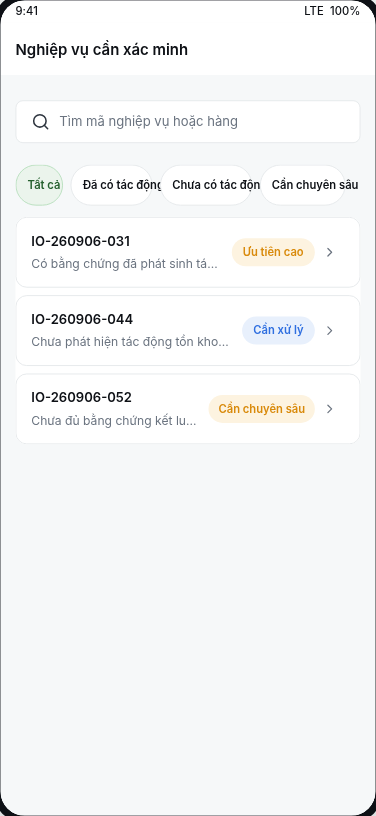 9:41 LTE 100%
Nghiệp vụ cần xác minh
Tìm mã nghiệp vụ hoặc hàng
Tất cả Đã có tác động Chưa có tác độn Cần chuyên sâu
IO-260906-031
Có bằng chứng đã phát sinh tá...
Ưu tiên cao
IO-260906-044
Chưa phát hiện tác động tồn kho...
Cần xử lý
IO-260906-052
Chưa đủ bằng chứng kết lu...
Cần chuyên sâu